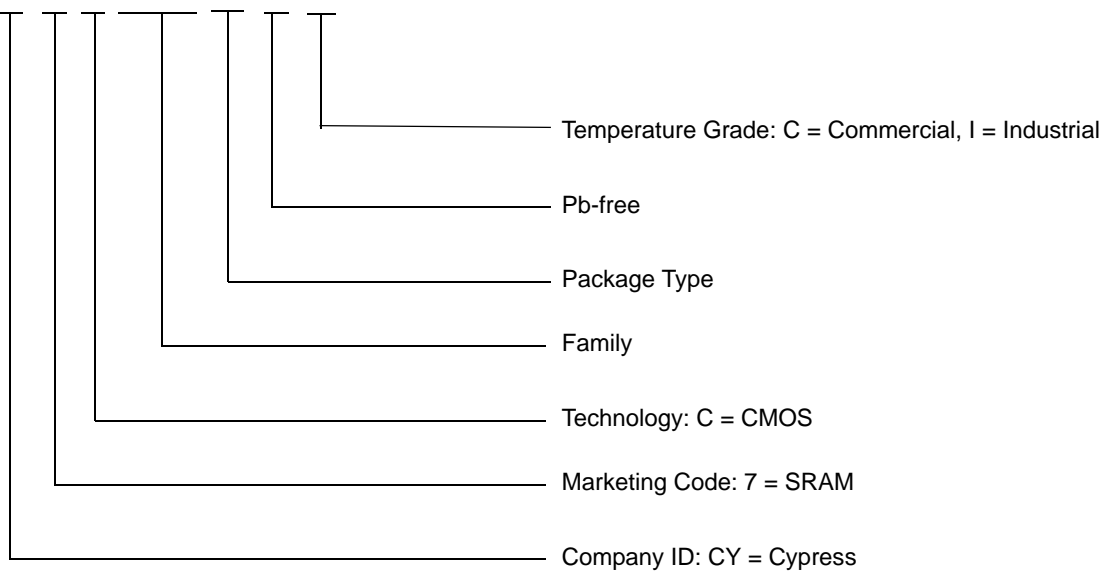 Temperature Grade: C = Commercial, I = Industrial
Pb-free
Package Type
Family
Technology: C = CMOS
Marketing Code: 7 = SRAM
Company ID: CY = Cypress